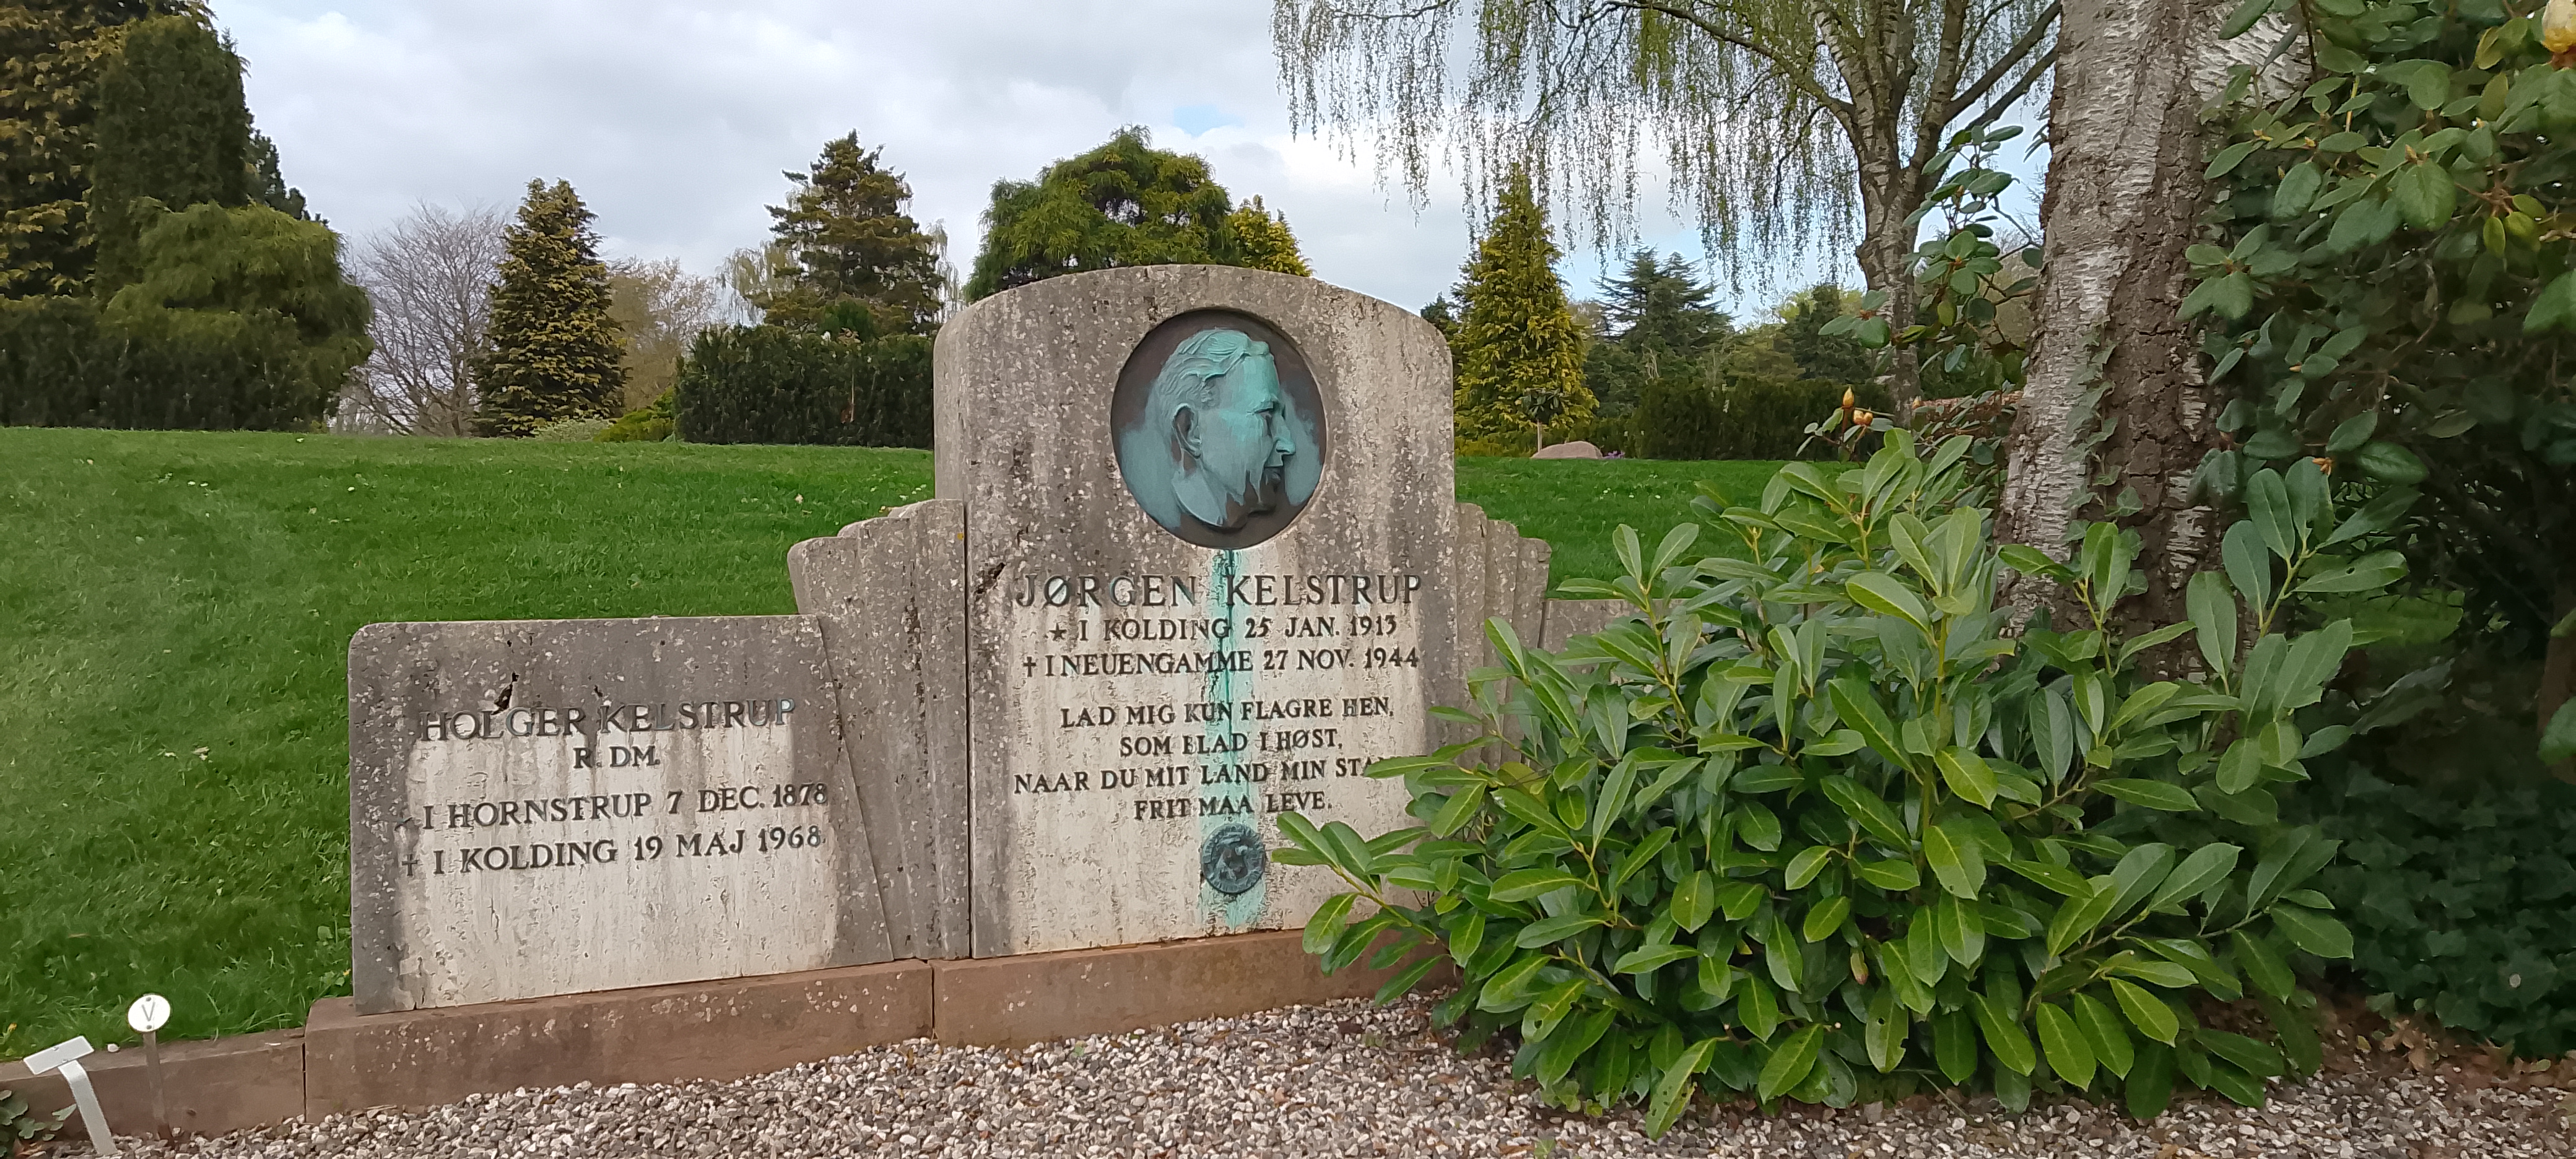 HOLGER KELSTRUP
R. DM.
I HORNSTRUP 7 DEC. 1878
† I KOLDING 19 MAJ 1968
JØRGEN KELSTRUP
★ I KOLDING 25 JAN. 1913
† I NEUENGAMME 27 NOV. 1944
LAD MIG KUN FLAGRE HEN,
SOM BLAD I HØST,
NAAR DU MIT LAND MIN
FRIT MAA LEVE.
V